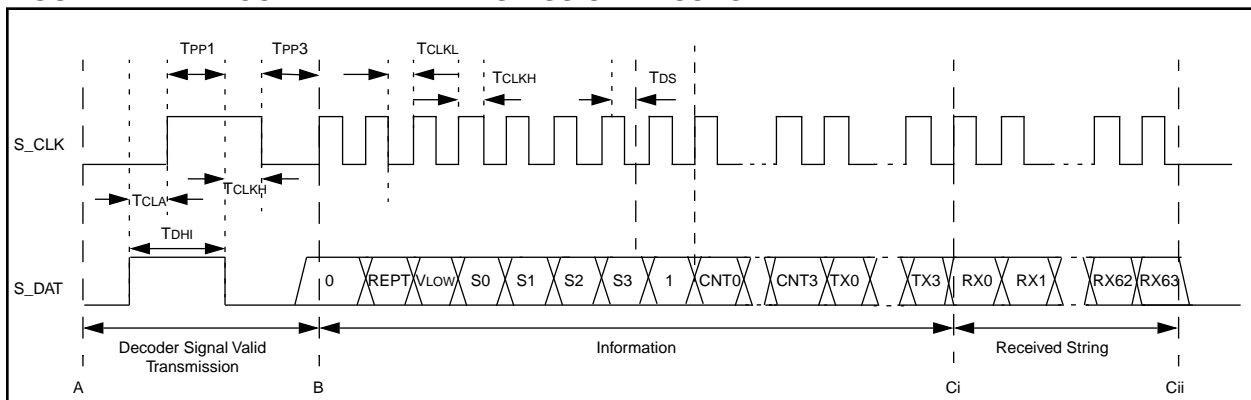 TPP1 TPP3 TCLKL
TCLKH TDS
S_CLK
TCLA TCLKH
TDHI
S_DAT 0 REPT VLOW S0 S1 S2 S3 1 CNT0 CNT3 TX0 TX3 RX0 RX1 RX62 RX63
Decoder Signal Valid Information Received String
Transmission
A B Ci Cii